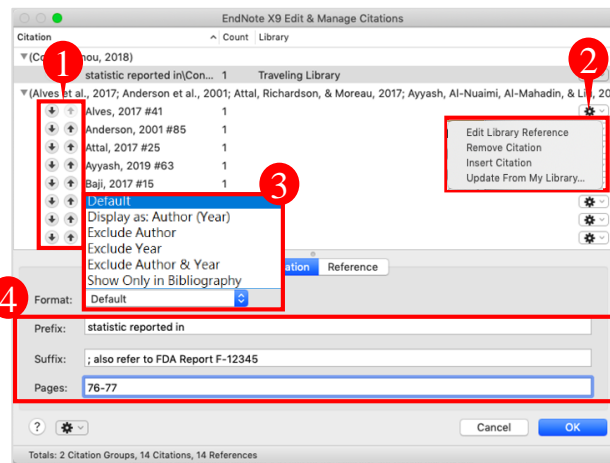 EndNote X9 Edit & Manage Citations
Citation Count Library
1
2
(Co hou, 2018)
statistic reported in\Con... 1 Traveling Library
(Alves et al., 2017; Anderson et al., 2001; Attal, Richardson, & Moreau, 2017; Ayyash, Al-Nuaimi, Al-Mahadin, & Liu, 20
Alves, 2017 #41 1
Anderson, 2001 #85 1
Attal, 2017 #25 1
Ayyash, 2019 #63 1
Baji, 2017 #15 1
Edit Library Reference
Remove Citation
Insert Citation
Update From My Library...
3
Default
Display as: Author (Year)
Exclude Author
Exclude Year
Exclude Author & Year
Show Only in Bibliography
ation Reference
Format: Default
4
Prefix: statistic reported in
Suffix: ; also refer to FDA Report F-12345
Pages: 76-77
? Cancel OK
Totals: 2 Citation Groups, 14 Citations, 14 References